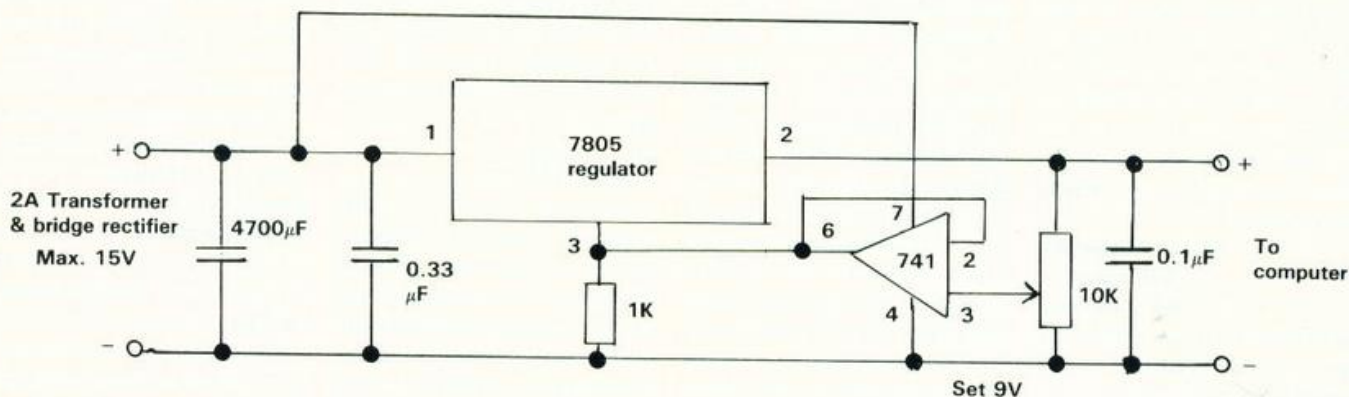 1
7805
regulator
2
+
+
2A Transformer
& bridge rectifier
Max. 15V
4700μF
0.33
μF
3
1K
6
7
741
2
4
3
10K
0.1μF
To
computer
-
-
Set 9V